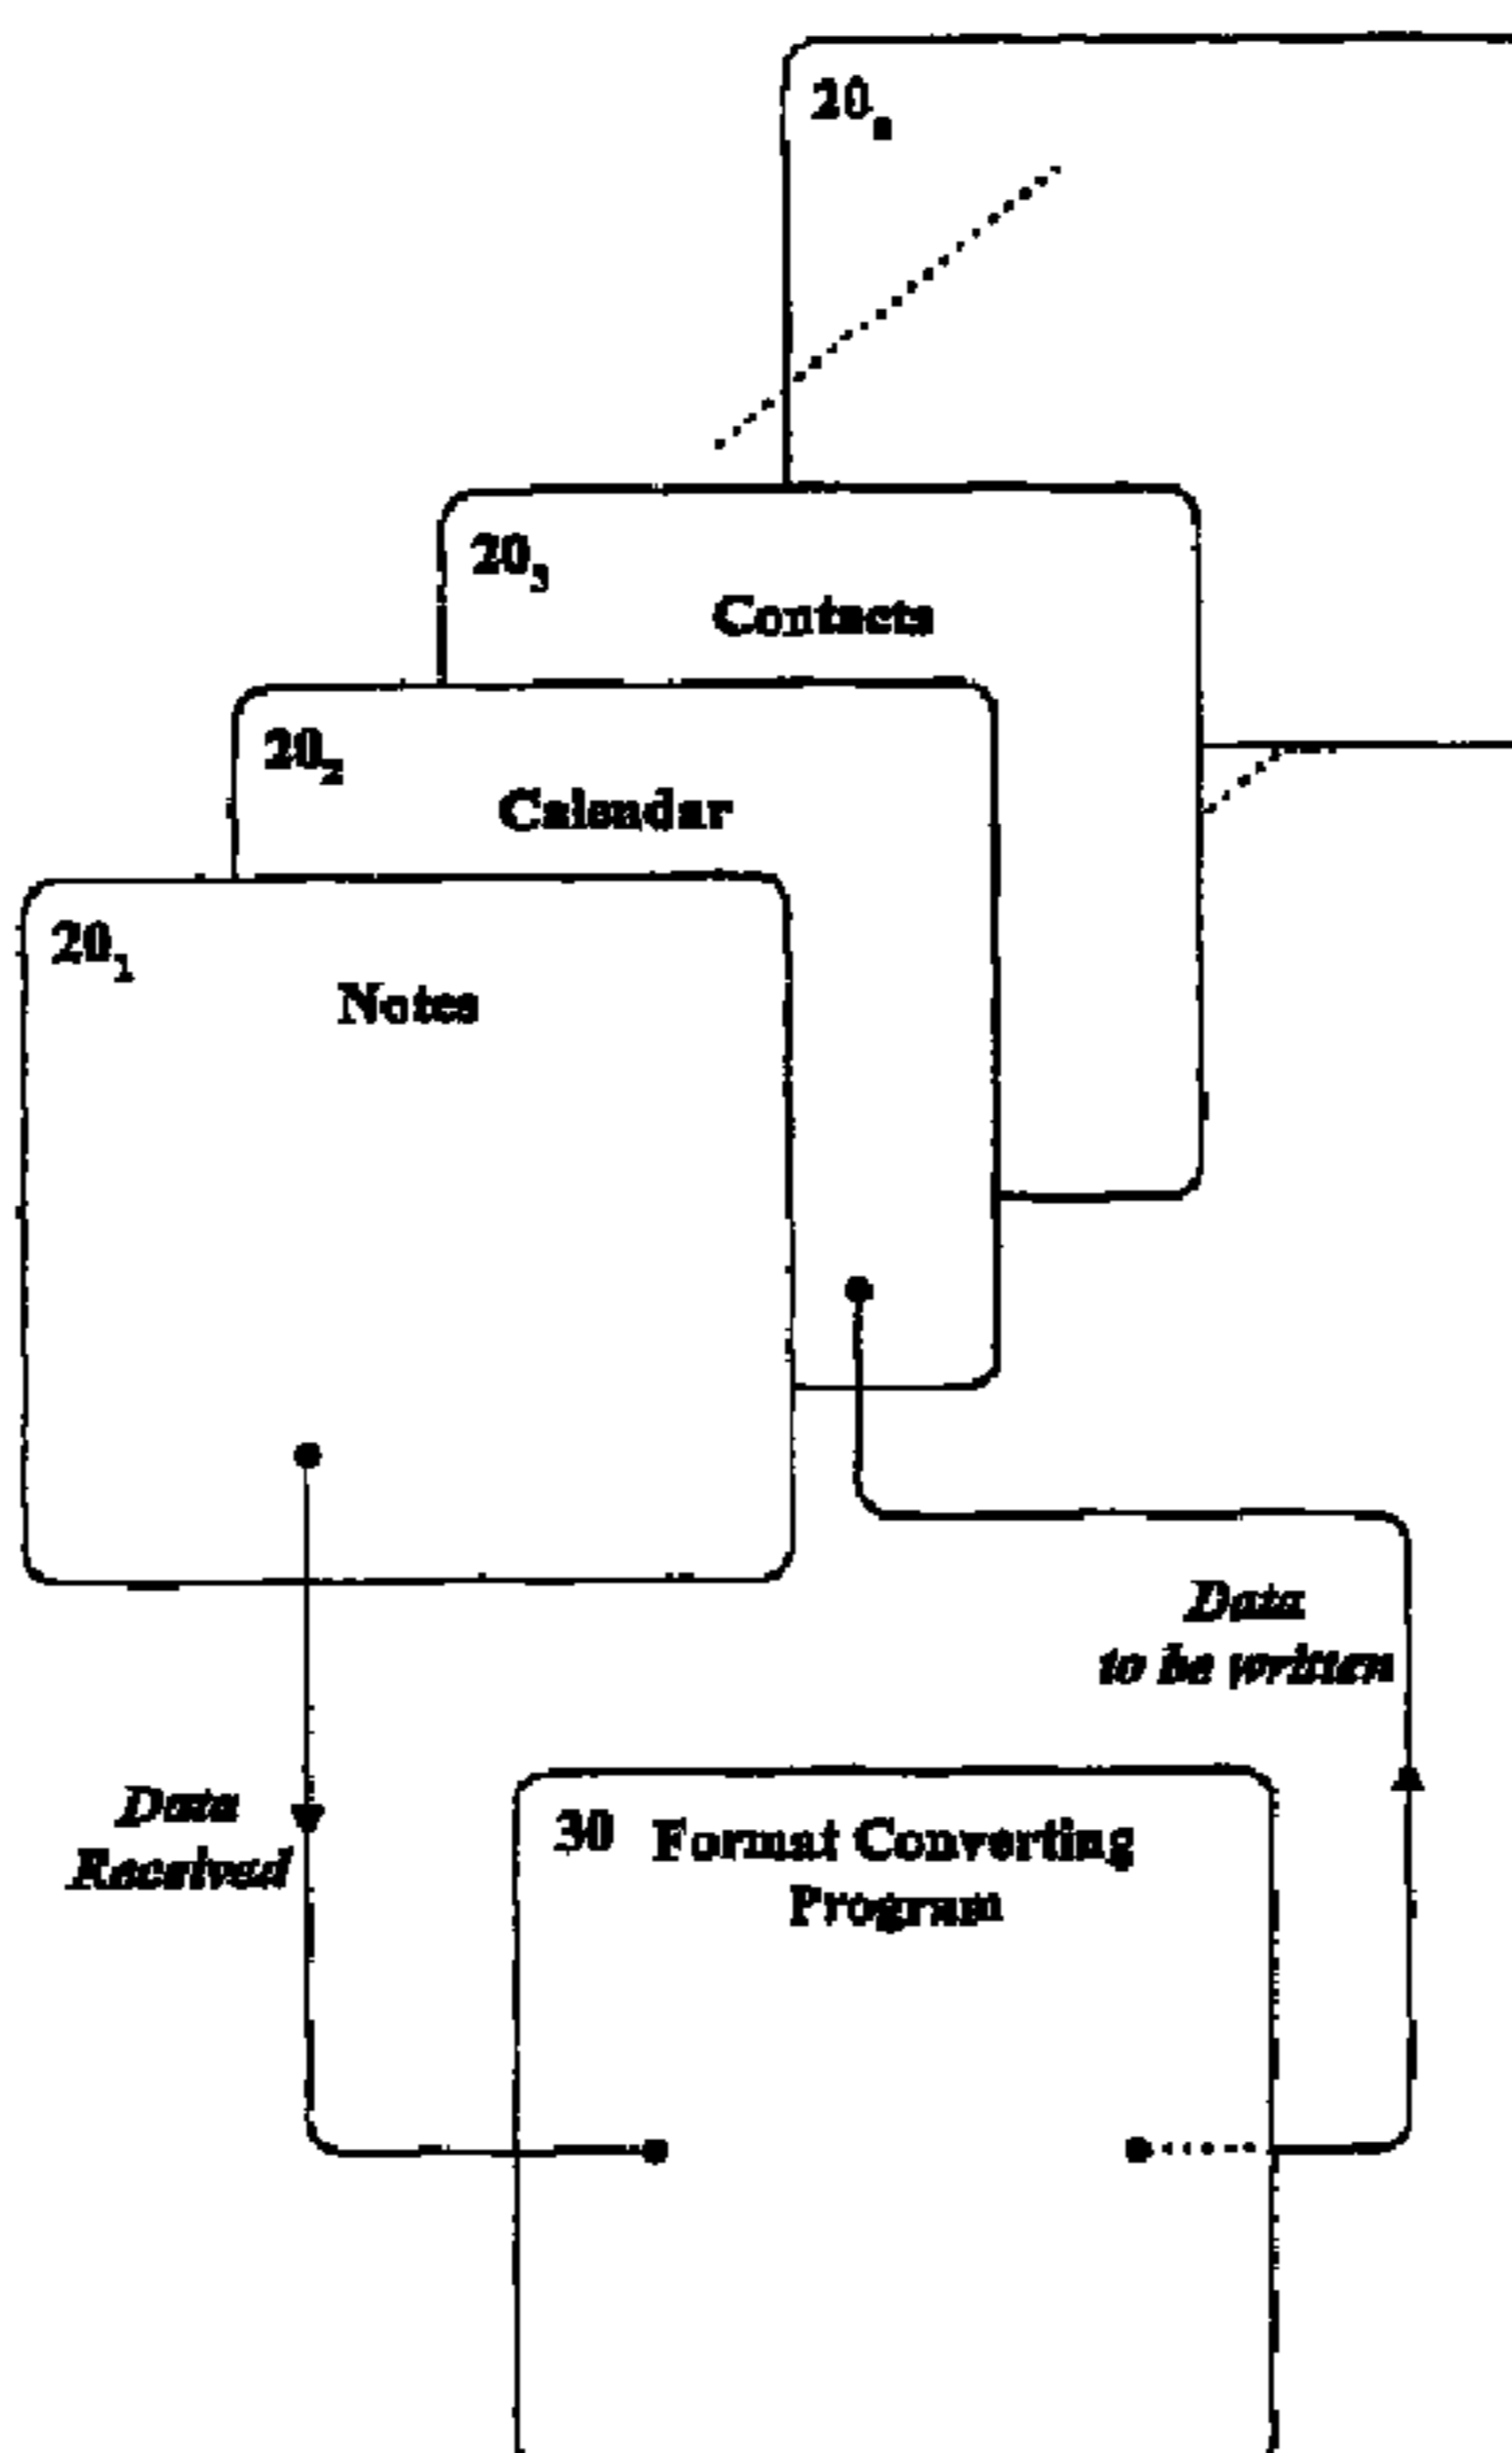 20n
203
Contacts
202
Calendar
201
Notes
Data
to be written
Data
Received
30 Format Converting
Program